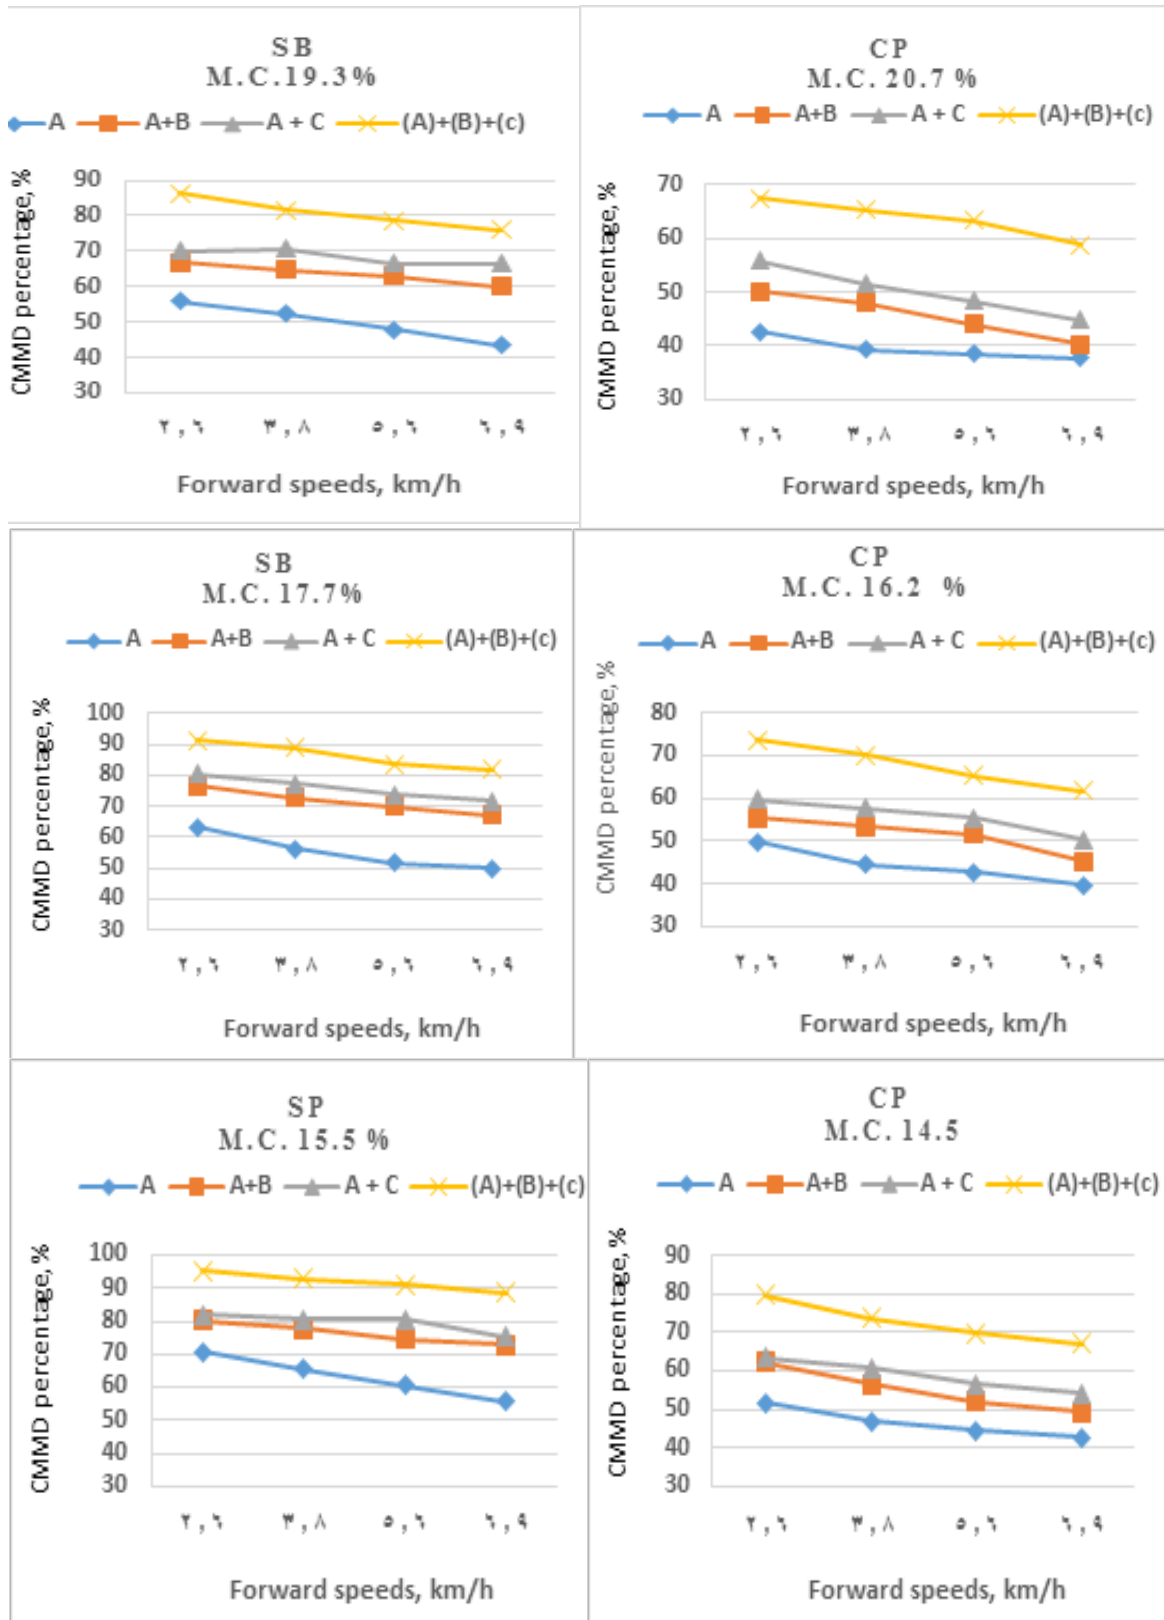 SB
M.C.19.3%
A A+B A + C (A)+(B)+(c)
CMMD percentage, %
90
80
70
60
50
40
30
٢,٦ ٣,٨ ٥,٦ ٦,٩
Forward speeds, km/h
CP
M.C. 20.7 %
A A+B A + C (A)+(B)+(c)
CMMD percentage, %
70
60
50
40
30
٢,٦ ٣,٨ ٥,٦ ٦,٩
Forward speeds, km/h
SB
M.C. 17.7%
A A+B A + C (A)+(B)+(c)
CMMD percentage, %
100
90
80
70
60
50
40
30
٢,٦ ٣,٨ ٥,٦ ٦,٩
Forward speeds, km/h
CP
M.C. 16.2 %
A A+B A + C (A)+(B)+(c)
CMMD percentage, %
80
70
60
50
40
30
٢,٦ ٣,٨ ٥,٦ ٦,٩
Forward speeds, km/h
SP
M.C. 15.5 %
A A+B A + C (A)+(B)+(c)
CMMD percentage, %
100
90
80
70
60
50
40
30
٢,٦ ٣,٨ ٥,٦ ٦,٩
Forward speeds, km/h
CP
M.C. 14.5
A A+B A + C (A)+(B)+(c)
CMMD percentage, %
90
80
70
60
50
40
30
٢,٦ ٣,٨ ٥,٦ ٦,٩
Forward speeds, km/h